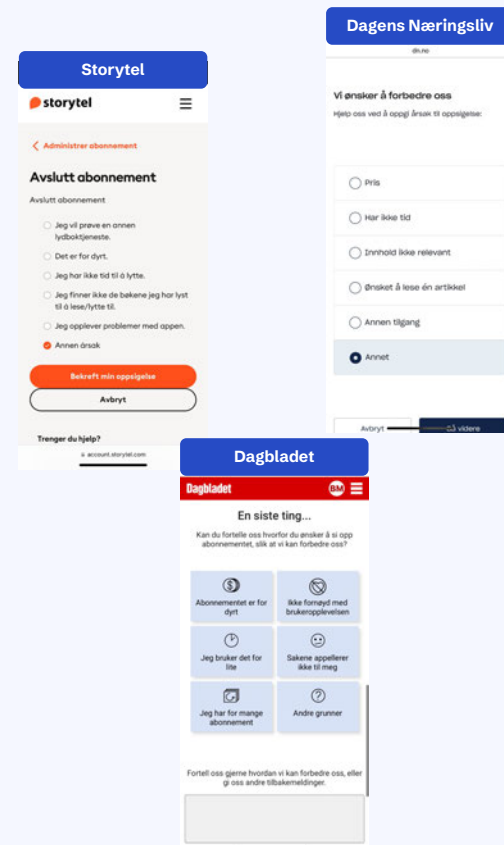 Storytel
storytel
Administrer abonnement
Avslutt abonnement
Avslutt abonnement
Jeg vil prøve en annen
lydboktjeneste.
Det er for dyrt.
Jeg har ikke tid til å lytte.
Jeg finner ikke de bøkene jeg har lyst
til å lese/lytte til.
Jeg opplever problemer med appen.
Annen årsak
Bekreft min oppsigelse
Avbryt
Trenger du hjelp?
account.storytel.com
Dagens Næringsliv
dn.no
Vi ønsker å forbedre oss
Hjelp oss ved å oppgi årsak til oppsigelse:
Pris
Har ikke tid
Innhold ikke relevant
Ønsket å lese én artikkel
Annen tilgang
Annet
Avbryt
Gå videre
Dagbladet
Dagbladet
BM
En siste ting...
Kan du fortelle oss hvorfor du ønsker å si opp
abonnementet, slik at vi kan forbedre oss?
Abonnementet er for
dyrt
Ikke fornøyd med
brukeropplevelsen
Jeg bruker det for
lite
Sakene appellerer
ikke til meg
Jeg har for mange
abonnement
Andre grunner
Fortell oss gjerne hvordan vi kan forbedre oss, eller
gi oss andre tilbakemeldinger.